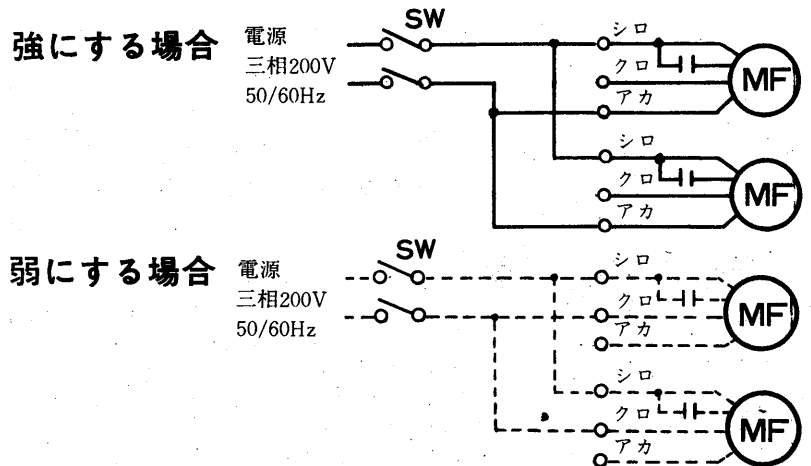 強にする場合
電源
三相200V
50/60Hz
SW
シロ
クロ
アカ
MF
シロ
クロ
アカ
MF
弱にする場合
電源
三相200V
50/60Hz
SW
シロ
クロ
アカ
MF
シロ
クロ
アカ
MF